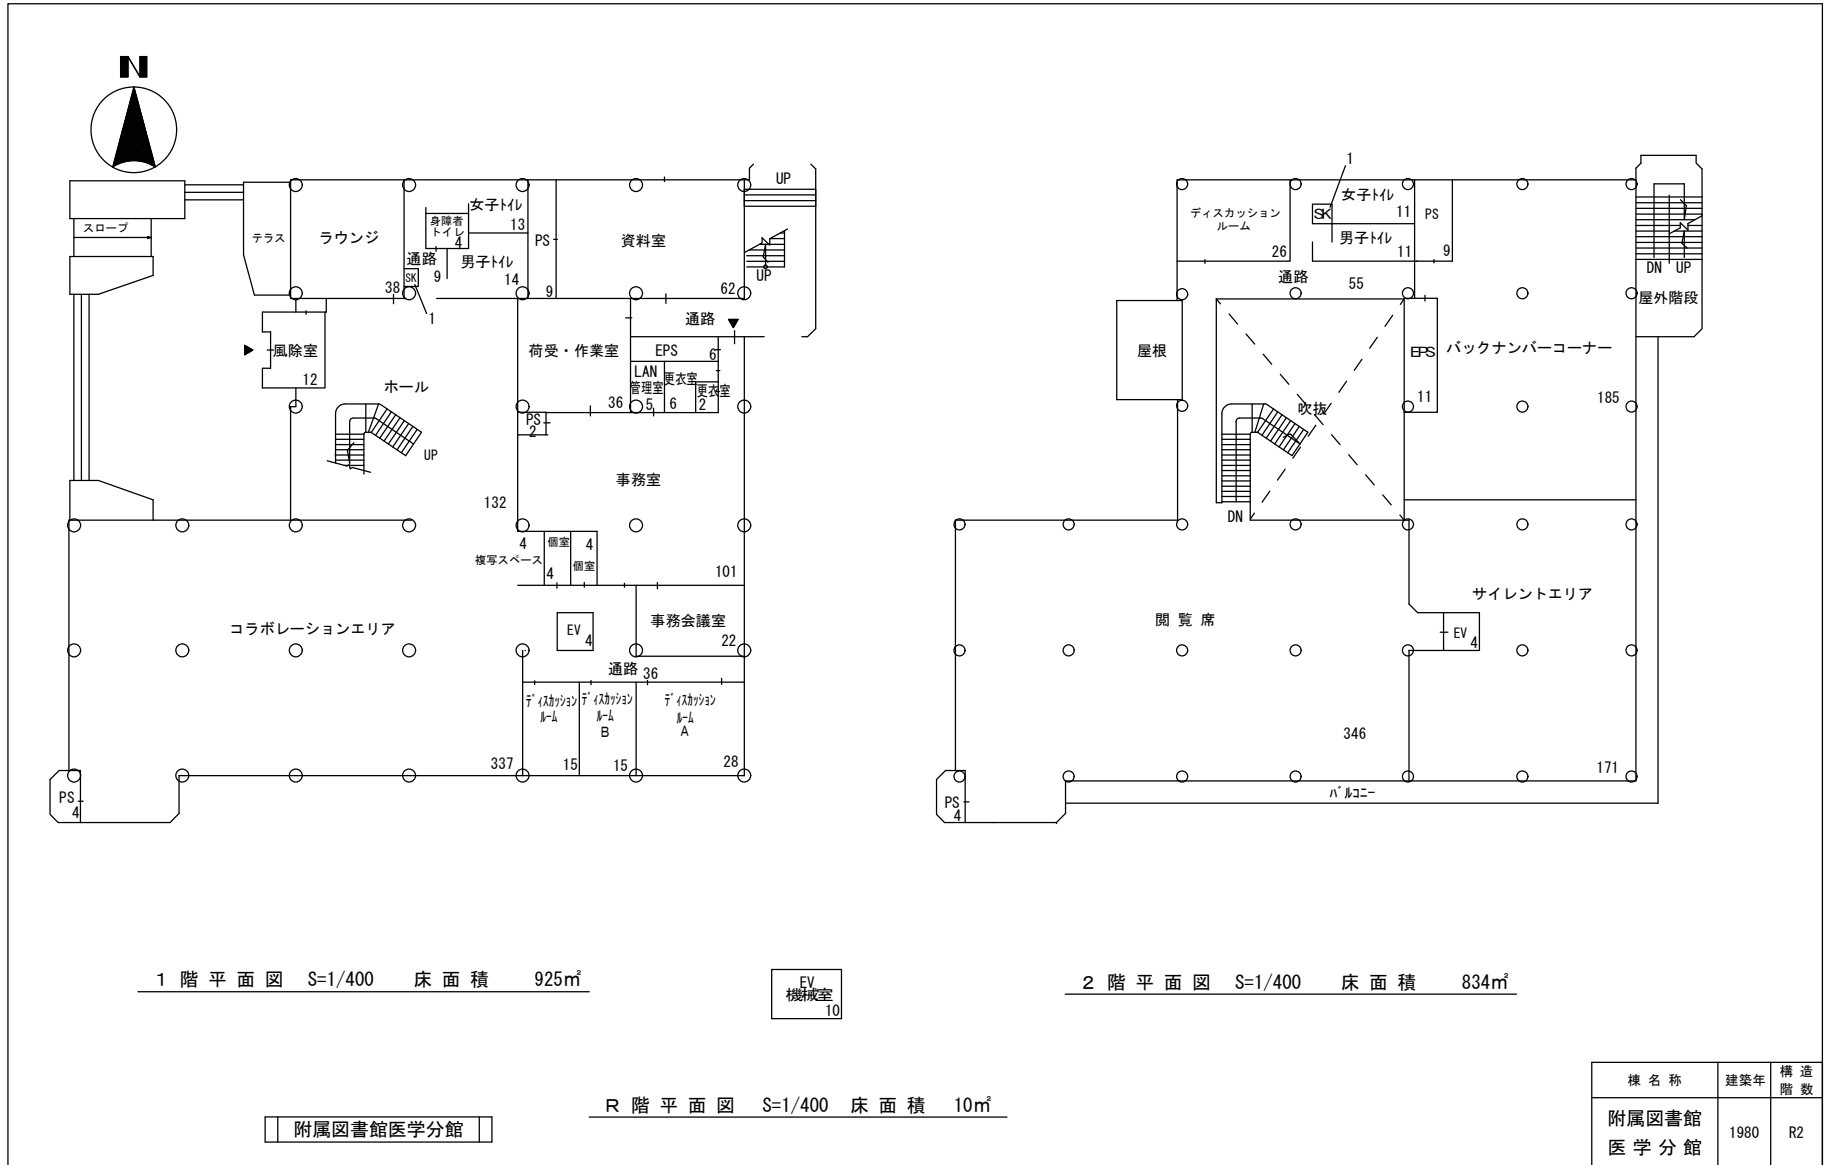 N
スロープ
テラス
ラウンジ
38
身障者
トイレ
4
女子トイレ
13
通路
9
男子トイレ
14
SK
1
PS
9
資料室
62
UP
UP
通路
風除室
12
ホール
荷受・作業室
36
EPS
6
LAN
管理室
5
更衣室
6
更衣室
2
PS
2
UP
132
事務室
101
4
複写スペース
個室
4
4
個室
コラボレーションエリア
337
EV
4
事務会議室
22
通路
36
ディスカッション
ルーム
15
ディスカッション
ルーム
B
15
ディスカッション
ルーム
A
28
PS
4
1階平面図 S=1/400 床面積 925㎡
1
ディスカッション
ルーム
26
SK
女子トイレ
11
男子トイレ
11
PS
9
通路
55
DN UP
屋外階段
屋根
EPS
11
バックナンバーコーナー
185
吹抜
DN
サイレントエリア
171
閲覧席
346
EV
4
PS
4
バルコニー
2階平面図 S=1/400 床面積 834㎡
EV
機械室
10
R階平面図 S=1/400 床面積 10㎡
附属図書館医学分館
棟名称 建築年 構造
階数
附属図書館
医学分館 1980 R2